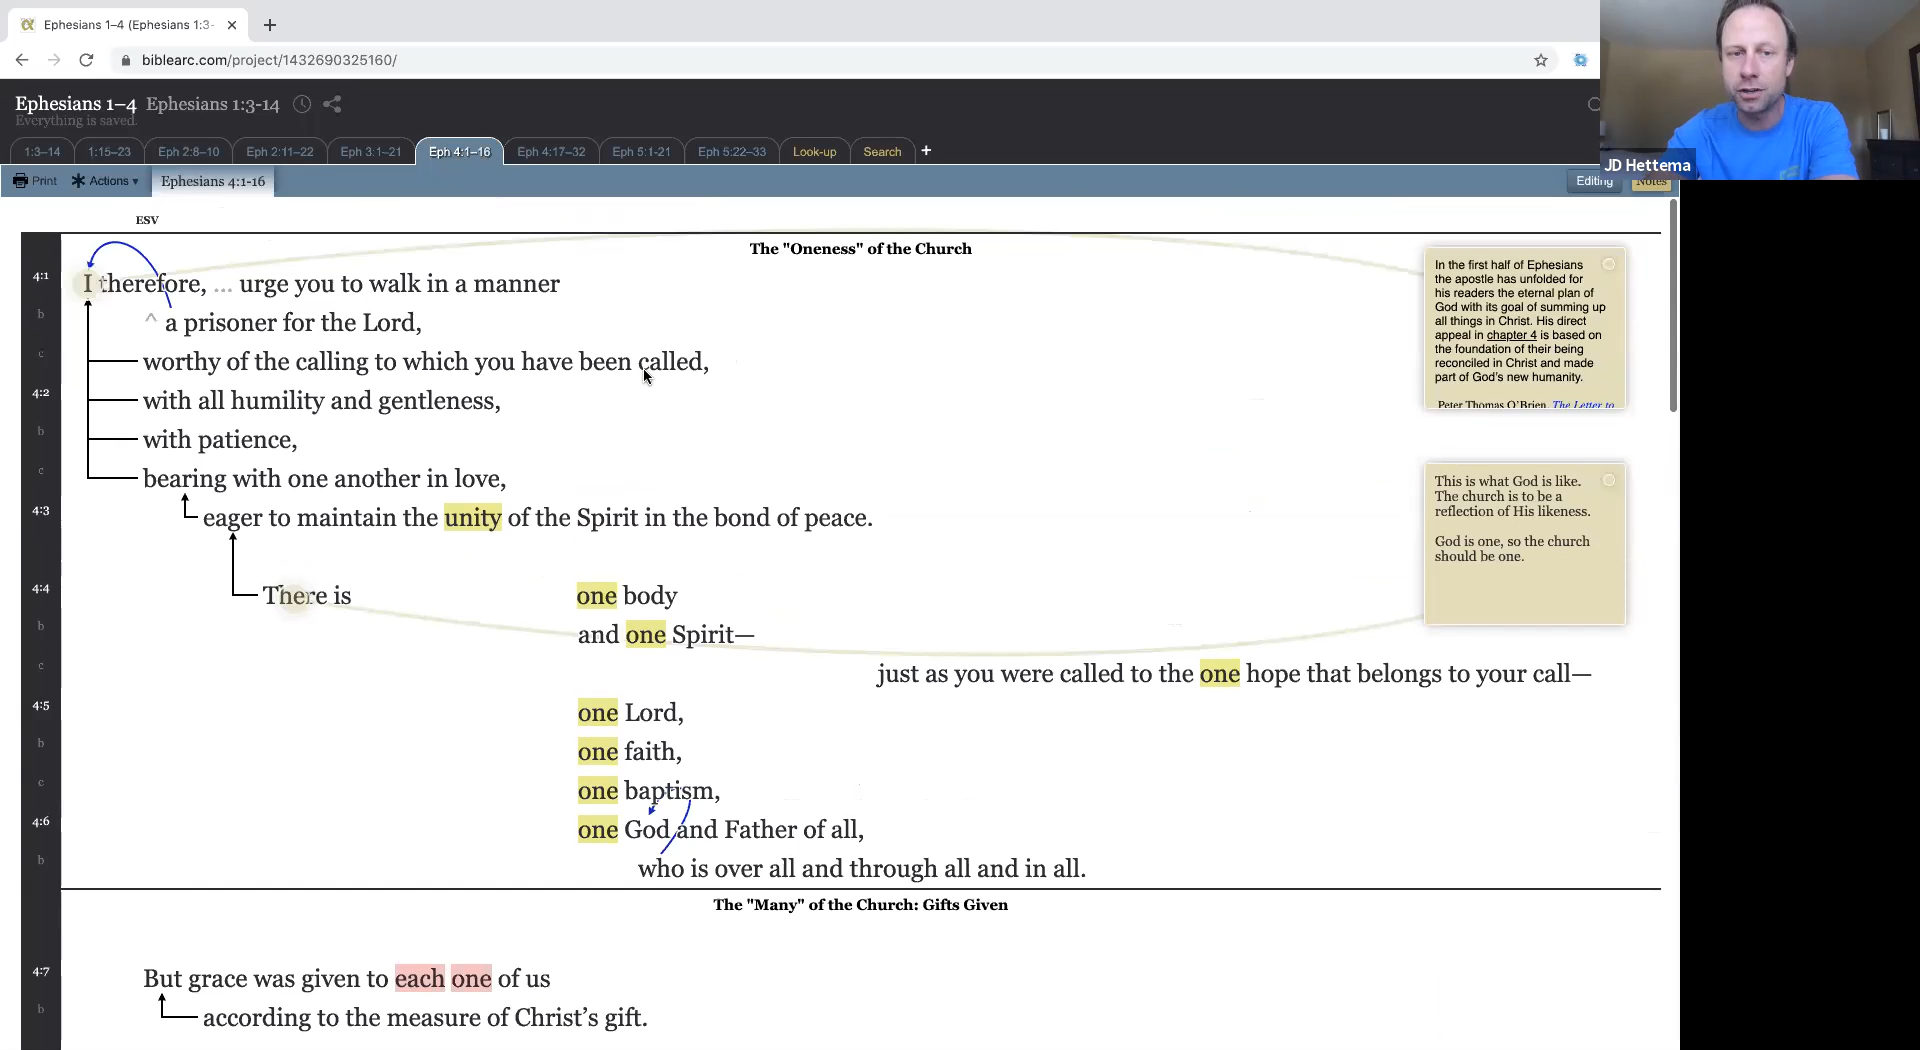 Ephesians 1–4 (Ephesians 1:3-
biblearc.com/project/1432690325160/
Ephesians 1–4 Ephesians 1:3-14
Everything is saved.
1:3–14 1:15–23 Eph 2:8–10 Eph 2:11–22 Eph 3:1–21 Eph 4:1–16 Eph 4:17–32 Eph 5:1-21 Eph 5:22–33 Look-up Search +
Print Actions ▾ Ephesians 4:1-16 Editing Notes
JD Hettema
ESV
The "Oneness" of the Church
4:1 I therefore, ... urge you to walk in a manner
b ^ a prisoner for the Lord,
c worthy of the calling to which you have been called,
4:2 with all humility and gentleness,
b with patience,
c bearing with one another in love,
4:3 eager to maintain the unity of the Spirit in the bond of peace.
4:4 There is one body
b and one Spirit—
c just as you were called to the one hope that belongs to your call—
4:5 one Lord,
b one faith,
c one baptism,
4:6 one God and Father of all,
b who is over all and through all and in all.
In the first half of Ephesians
the apostle has unfolded for
his readers the eternal plan of
God with its goal of summing up
all things in Christ. His direct
appeal in chapter 4 is based on
the foundation of their being
reconciled in Christ and made
part of God's new humanity.
Peter Thomas O'Brien, The Letter to
This is what God is like.
The church is to be a
reflection of His likeness.
God is one, so the church
should be one.
The "Many" of the Church: Gifts Given
4:7 But grace was given to each one of us
b according to the measure of Christ's gift.